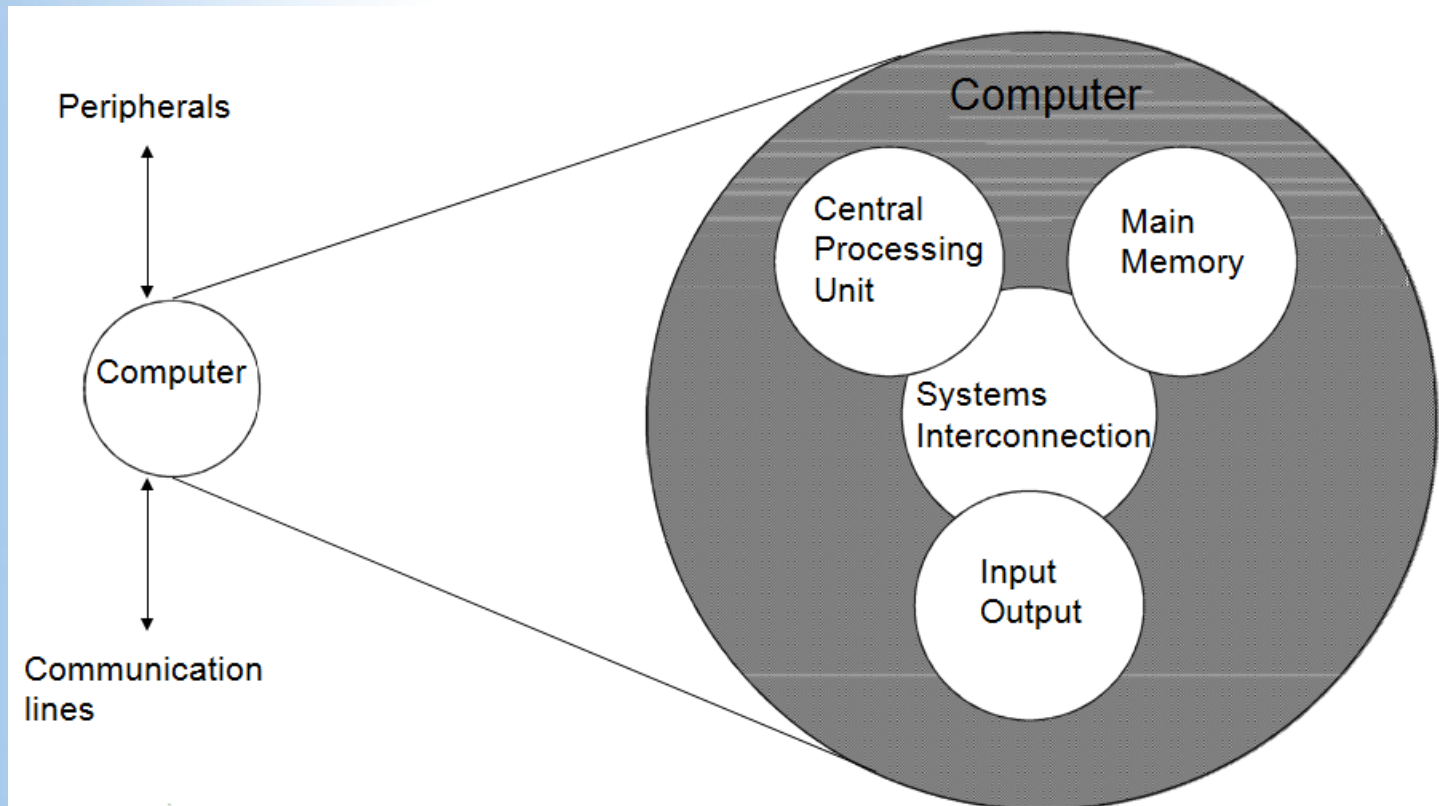 Peripherals
Computer
Communication
lines
Computer
Central
Processing
Unit
Main
Memory
Systems
Interconnection
Input
Output